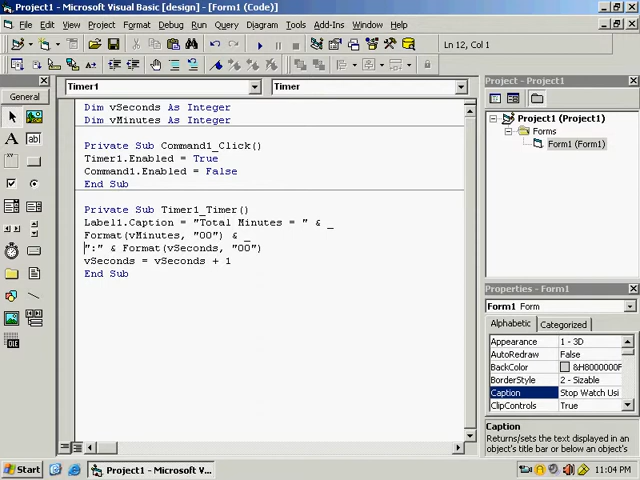 Project1 - Microsoft Visual Basic [design] - [Form1 (Code)]
File Edit View Project Format Debug Run Query Diagram Tools Add-Ins Window Help
Ln 12, Col 1
General
Timer1
Timer
Dim vSeconds As Integer
Dim vMinutes As Integer
Private Sub Command1_Click()
Timer1.Enabled = True
Command1.Enabled = False
End Sub
Private Sub Timer1_Timer()
Label1.Caption = "Total Minutes = " & _
Format(vMinutes, "00") & _
":" & Format(vSeconds, "00")
vSeconds = vSeconds + 1
End Sub
Project - Project1
Project1 (Project1)
Forms
Form1 (Form1)
Properties - Form1
Form1 Form
Alphabetic Categorized
Appearance 1 - 3D
AutoRedraw False
BackColor &H8000000F
BorderStyle 2 - Sizable
Caption Stop Watch Usi
ClipControls True
Caption
Returns/sets the text displayed in an
object's title bar or below an object's
Start
Project1 - Microsoft V...
11:04 PM